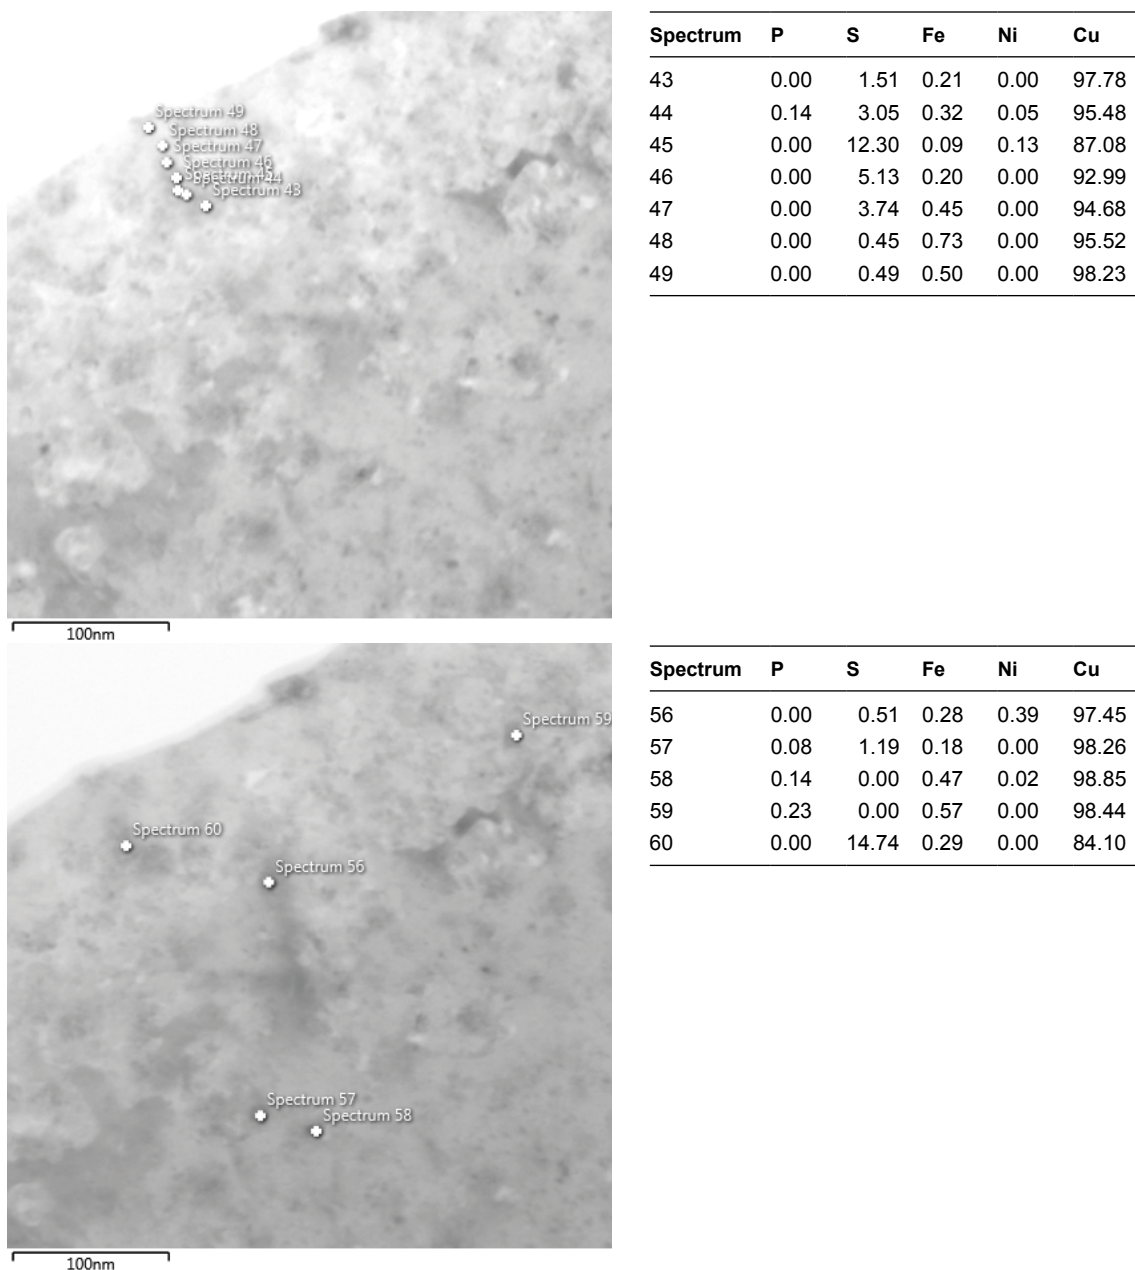 Spectrum 49
Spectrum 48
Spectrum 47
Spectrum 46
Spectrum 43
100nm
Spectrum P S Fe Ni Cu
43 0.00 1.51 0.21 0.00 97.78
44 0.14 3.05 0.32 0.05 95.48
45 0.00 12.30 0.09 0.13 87.08
46 0.00 5.13 0.20 0.00 92.99
47 0.00 3.74 0.45 0.00 94.68
48 0.00 0.45 0.73 0.00 95.52
49 0.00 0.49 0.50 0.00 98.23
Spectrum 59
Spectrum 60
Spectrum 56
Spectrum 57
Spectrum 58
100nm
Spectrum P S Fe Ni Cu
56 0.00 0.51 0.28 0.39 97.45
57 0.08 1.19 0.18 0.00 98.26
58 0.14 0.00 0.47 0.02 98.85
59 0.23 0.00 0.57 0.00 98.44
60 0.00 14.74 0.29 0.00 84.10